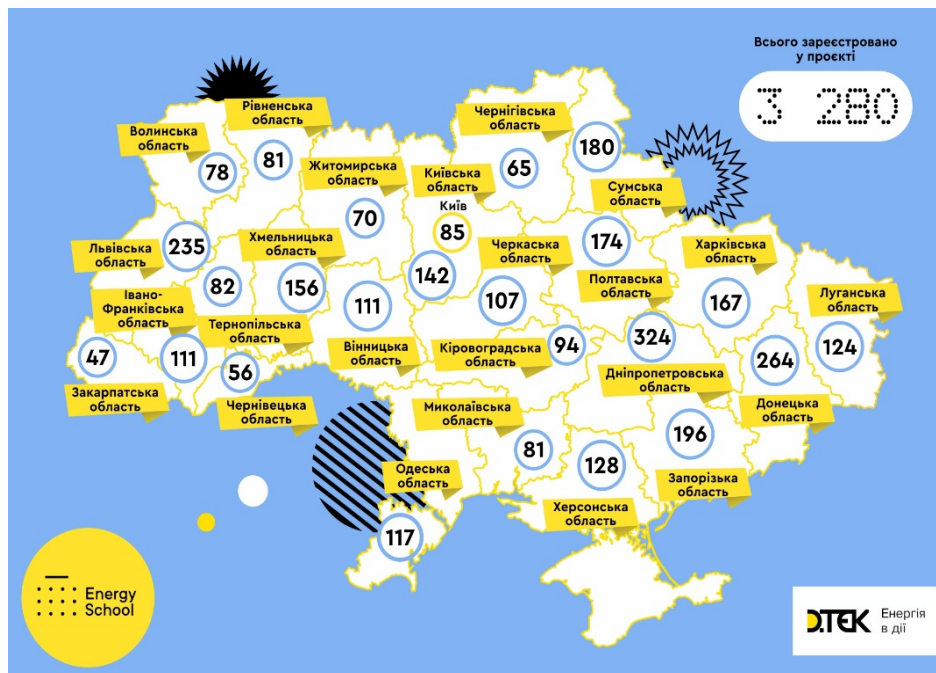 Всього зареєстровано
у проєкті
3 280
Рівненська
область
81
Волинська
область
78
Чернігівська
область
65
180
Сумська
область
Житомирська
область
70
Київська
область
Київ
85
142
Львівська
область
235
Хмельницька
область
156
82
Черкаська
область
107
174
Полтавська
область
Харківська
область
167
Луганська
область
124
Івано-
Франківська
область
111
Тернопільська
область
111
Вінницька
область
Кіровоградська
область
94
324
Дніпропетровська
область
264
Донецька
область
47
Закарпатська
область
56
Чернівецька
область
Миколаївська
область
81
128
Херсонська
область
196
Запорізька
область
Одеська
область
117
Energy
School
D.TEK
Енергія
в дії